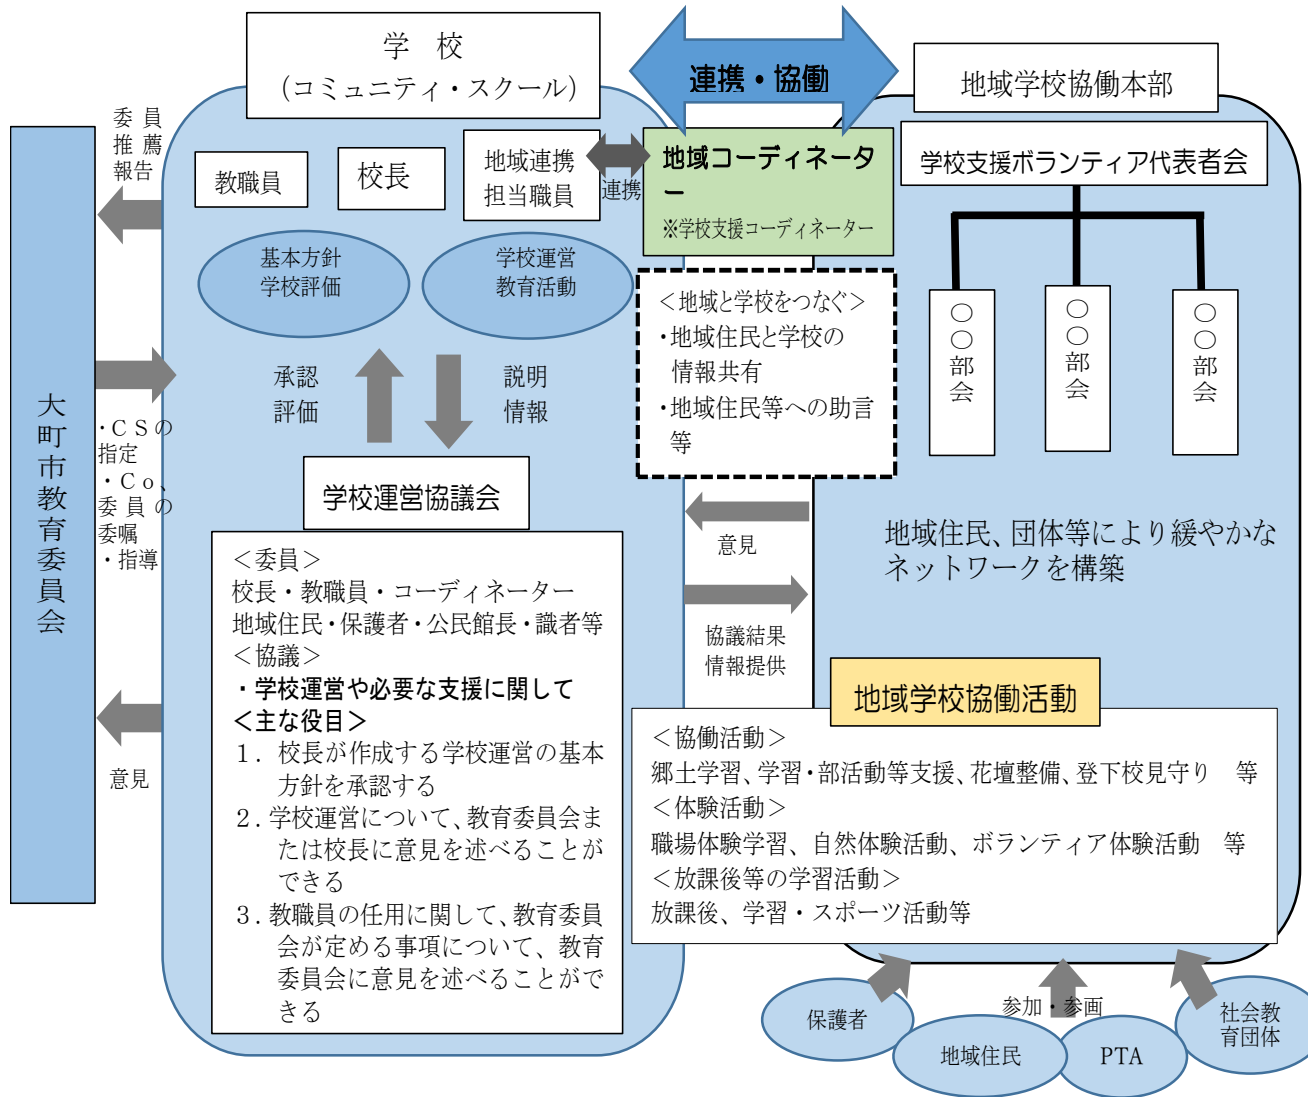 学　校
(コミュニティ・スクール)
連携・協働
地域学校協働本部
委員
推薦
報告
教職員
校長
地域連携
担当職員
連携
地域コーディネータ
ー
※学校支援コーディネーター
学校支援ボランティア代表者会
基本方針
学校評価
学校運営
教育活動
＜地域と学校をつなぐ＞
・地域住民と学校の
情報共有
・地域住民等への助言
等
〇〇部会
〇〇部会
〇〇部会
大町市教育委員会
・ＣＳの
指定
・Ｃｏ、
委員の
委嘱
・指導
承認
評価
説明
情報
学校運営協議会
意見
地域住民、団体等により緩やかな
ネットワークを構築
＜委員＞
校長・教職員・コーディネーター
地域住民・保護者・公民館長・識者等
＜協議＞
・学校運営や必要な支援に関して
＜主な役目＞
１．校長が作成する学校運営の基本
方針を承認する
２．学校運営について、教育委員会ま
たは校長に意見を述べることが
できる
３．教職員の任用に関して、教育委員
会が定める事項について、教育
委員会に意見を述べることがで
きる
協議結果
情報提供
意見
地域学校協働活動
＜協働活動＞
郷土学習、学習・部活動等支援、花壇整備、登下校見守り　等
＜体験活動＞
職場体験学習、自然体験活動、ボランティア体験活動　等
＜放課後等の学習活動＞
放課後、学習・スポーツ活動等
参加・参画
保護者
地域住民
PTA
社会教
育団体